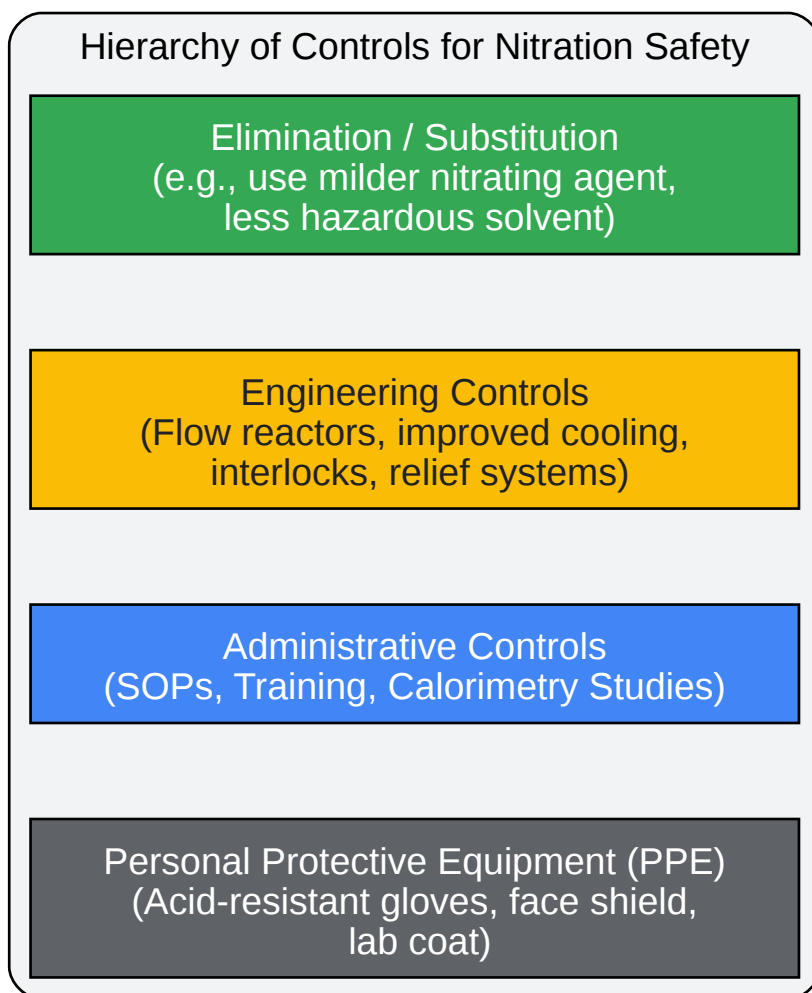 Hierarchy of Controls for Nitration Safety
Elimination / Substitution
(e.g., use milder nitrating agent,
less hazardous solvent)
Engineering Controls
(Flow reactors, improved cooling,
interlocks, relief systems)
Administrative Controls
(SOPs, Training, Calorimetry Studies)
Personal Protective Equipment (PPE)
(Acid-resistant gloves, face shield,
lab coat)